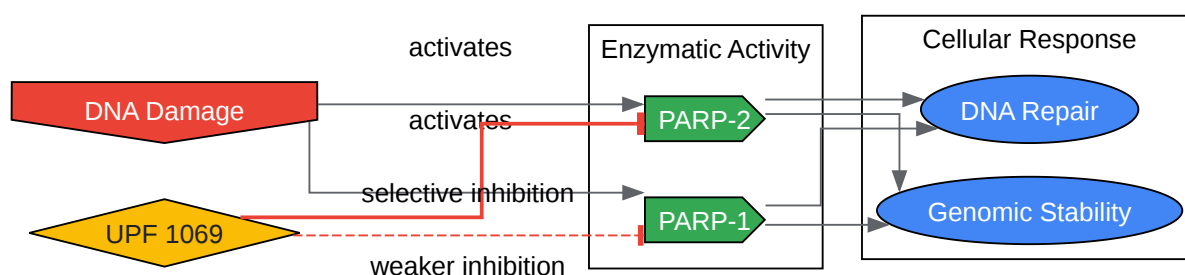 activates
Enzymatic Activity
Cellular Response
DNA Damage
activates
PARP-2
DNA Repair
selective inhibition
UPF 1069
PARP-1
Genomic Stability
weaker inhibition